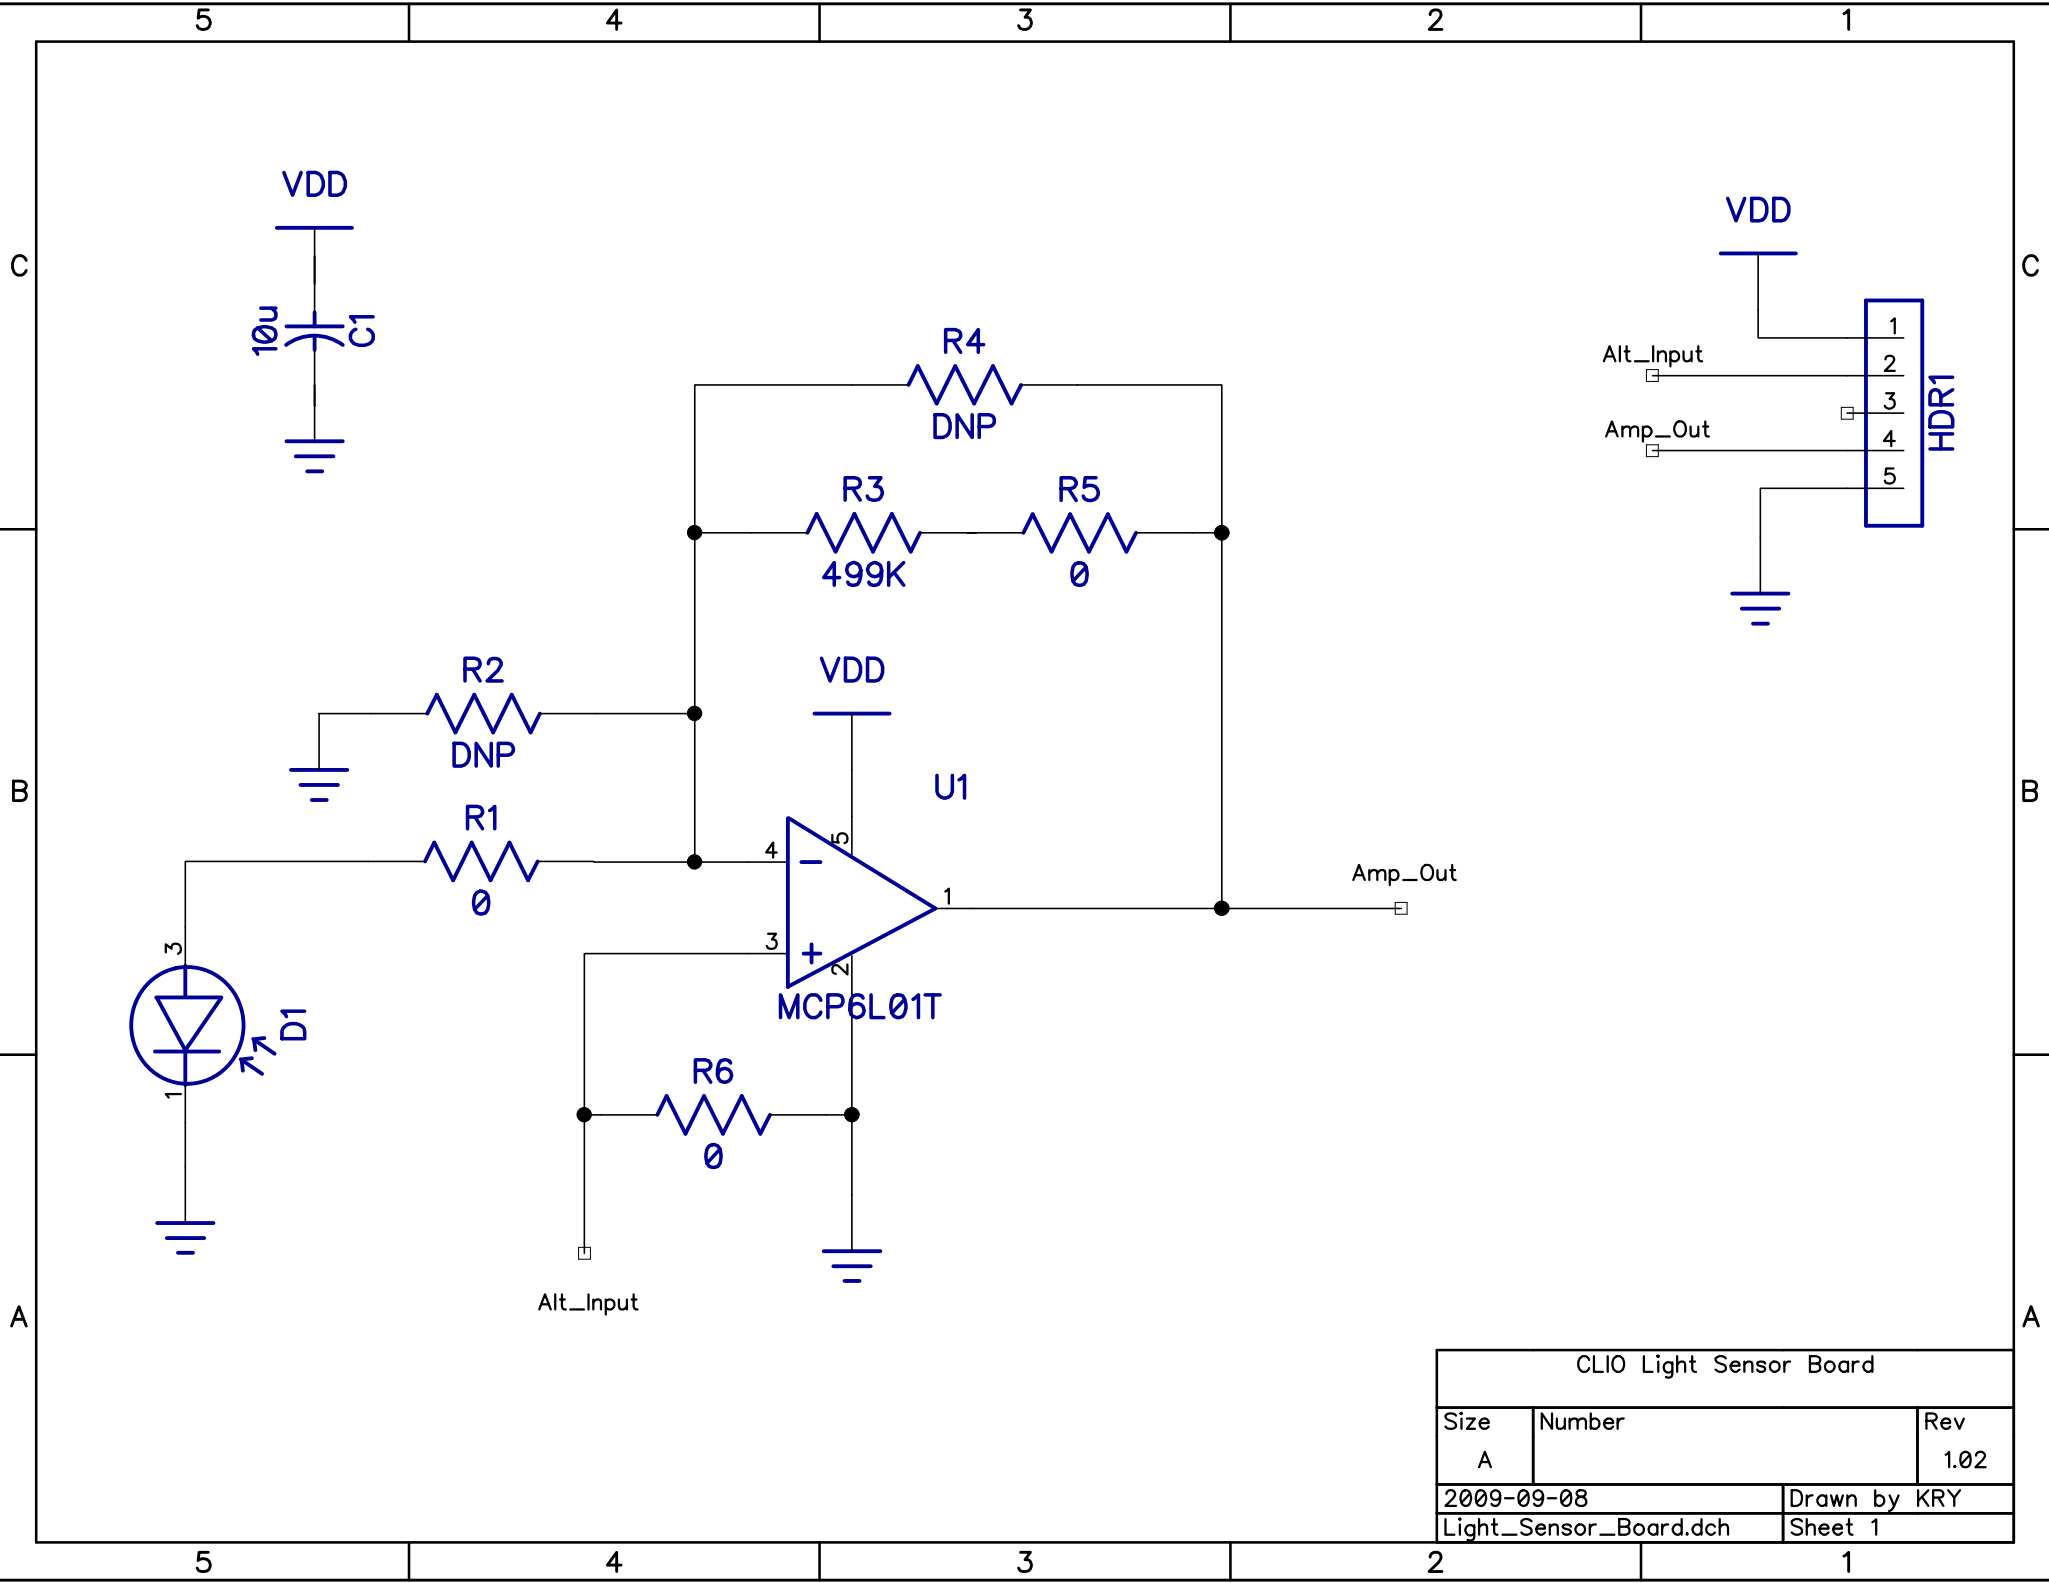 5 4 3 2 1
VDD
VDD
C C
10u C1
1
Alt_Input
2
3
HDR1
Amp_Out
4
5
R4
DNP
R3 R5
499K 0
R2
DNP
VDD
U1
B B
R1
0
4 5
1
3 2
MCP6L01T
Amp_Out
3
D1
1
R6
0
Alt_Input
A A
CLIO Light Sensor Board
Size Number Rev
A 1.02
2009-09-08 Drawn by KRY
Light_Sensor_Board.dch Sheet 1
5 4 3 2 1